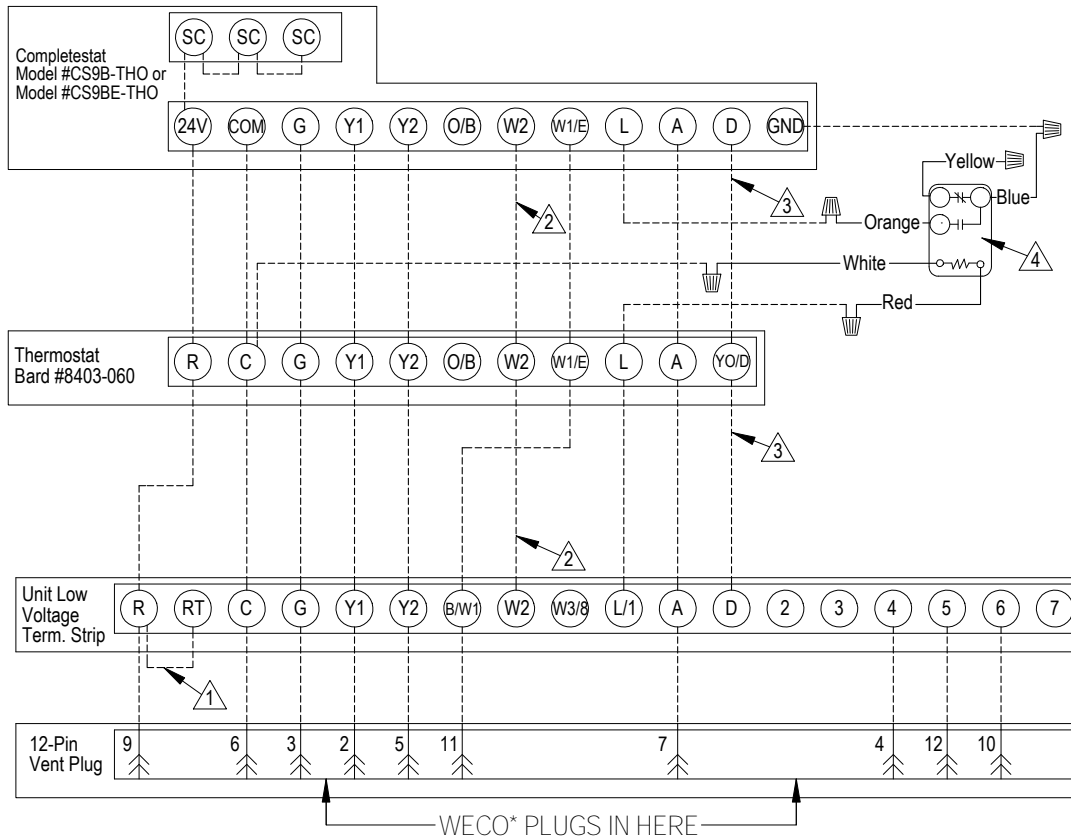 SC SC SC
Completestat
Model #CS9B-THO or
Model #CS9BE-THO
24V COM G Y1 Y2 O/B W2 W1/E L A D GND
Yellow
Blue
2
3
Orange
4
White
Red
Thermostat
Bard #8403-060
R C G Y1 Y2 O/B W2 W1/E L A YO/D
3
2
Unit Low
Voltage
Term. Strip
R RT C G Y1 Y2 B/W1 W2 W3/8 L/1 A D 2 3 4 5 6 7
1
12-Pin
Vent Plug
9 6 3 2 5 11 7 4 12 10
WECO* PLUGS IN HERE